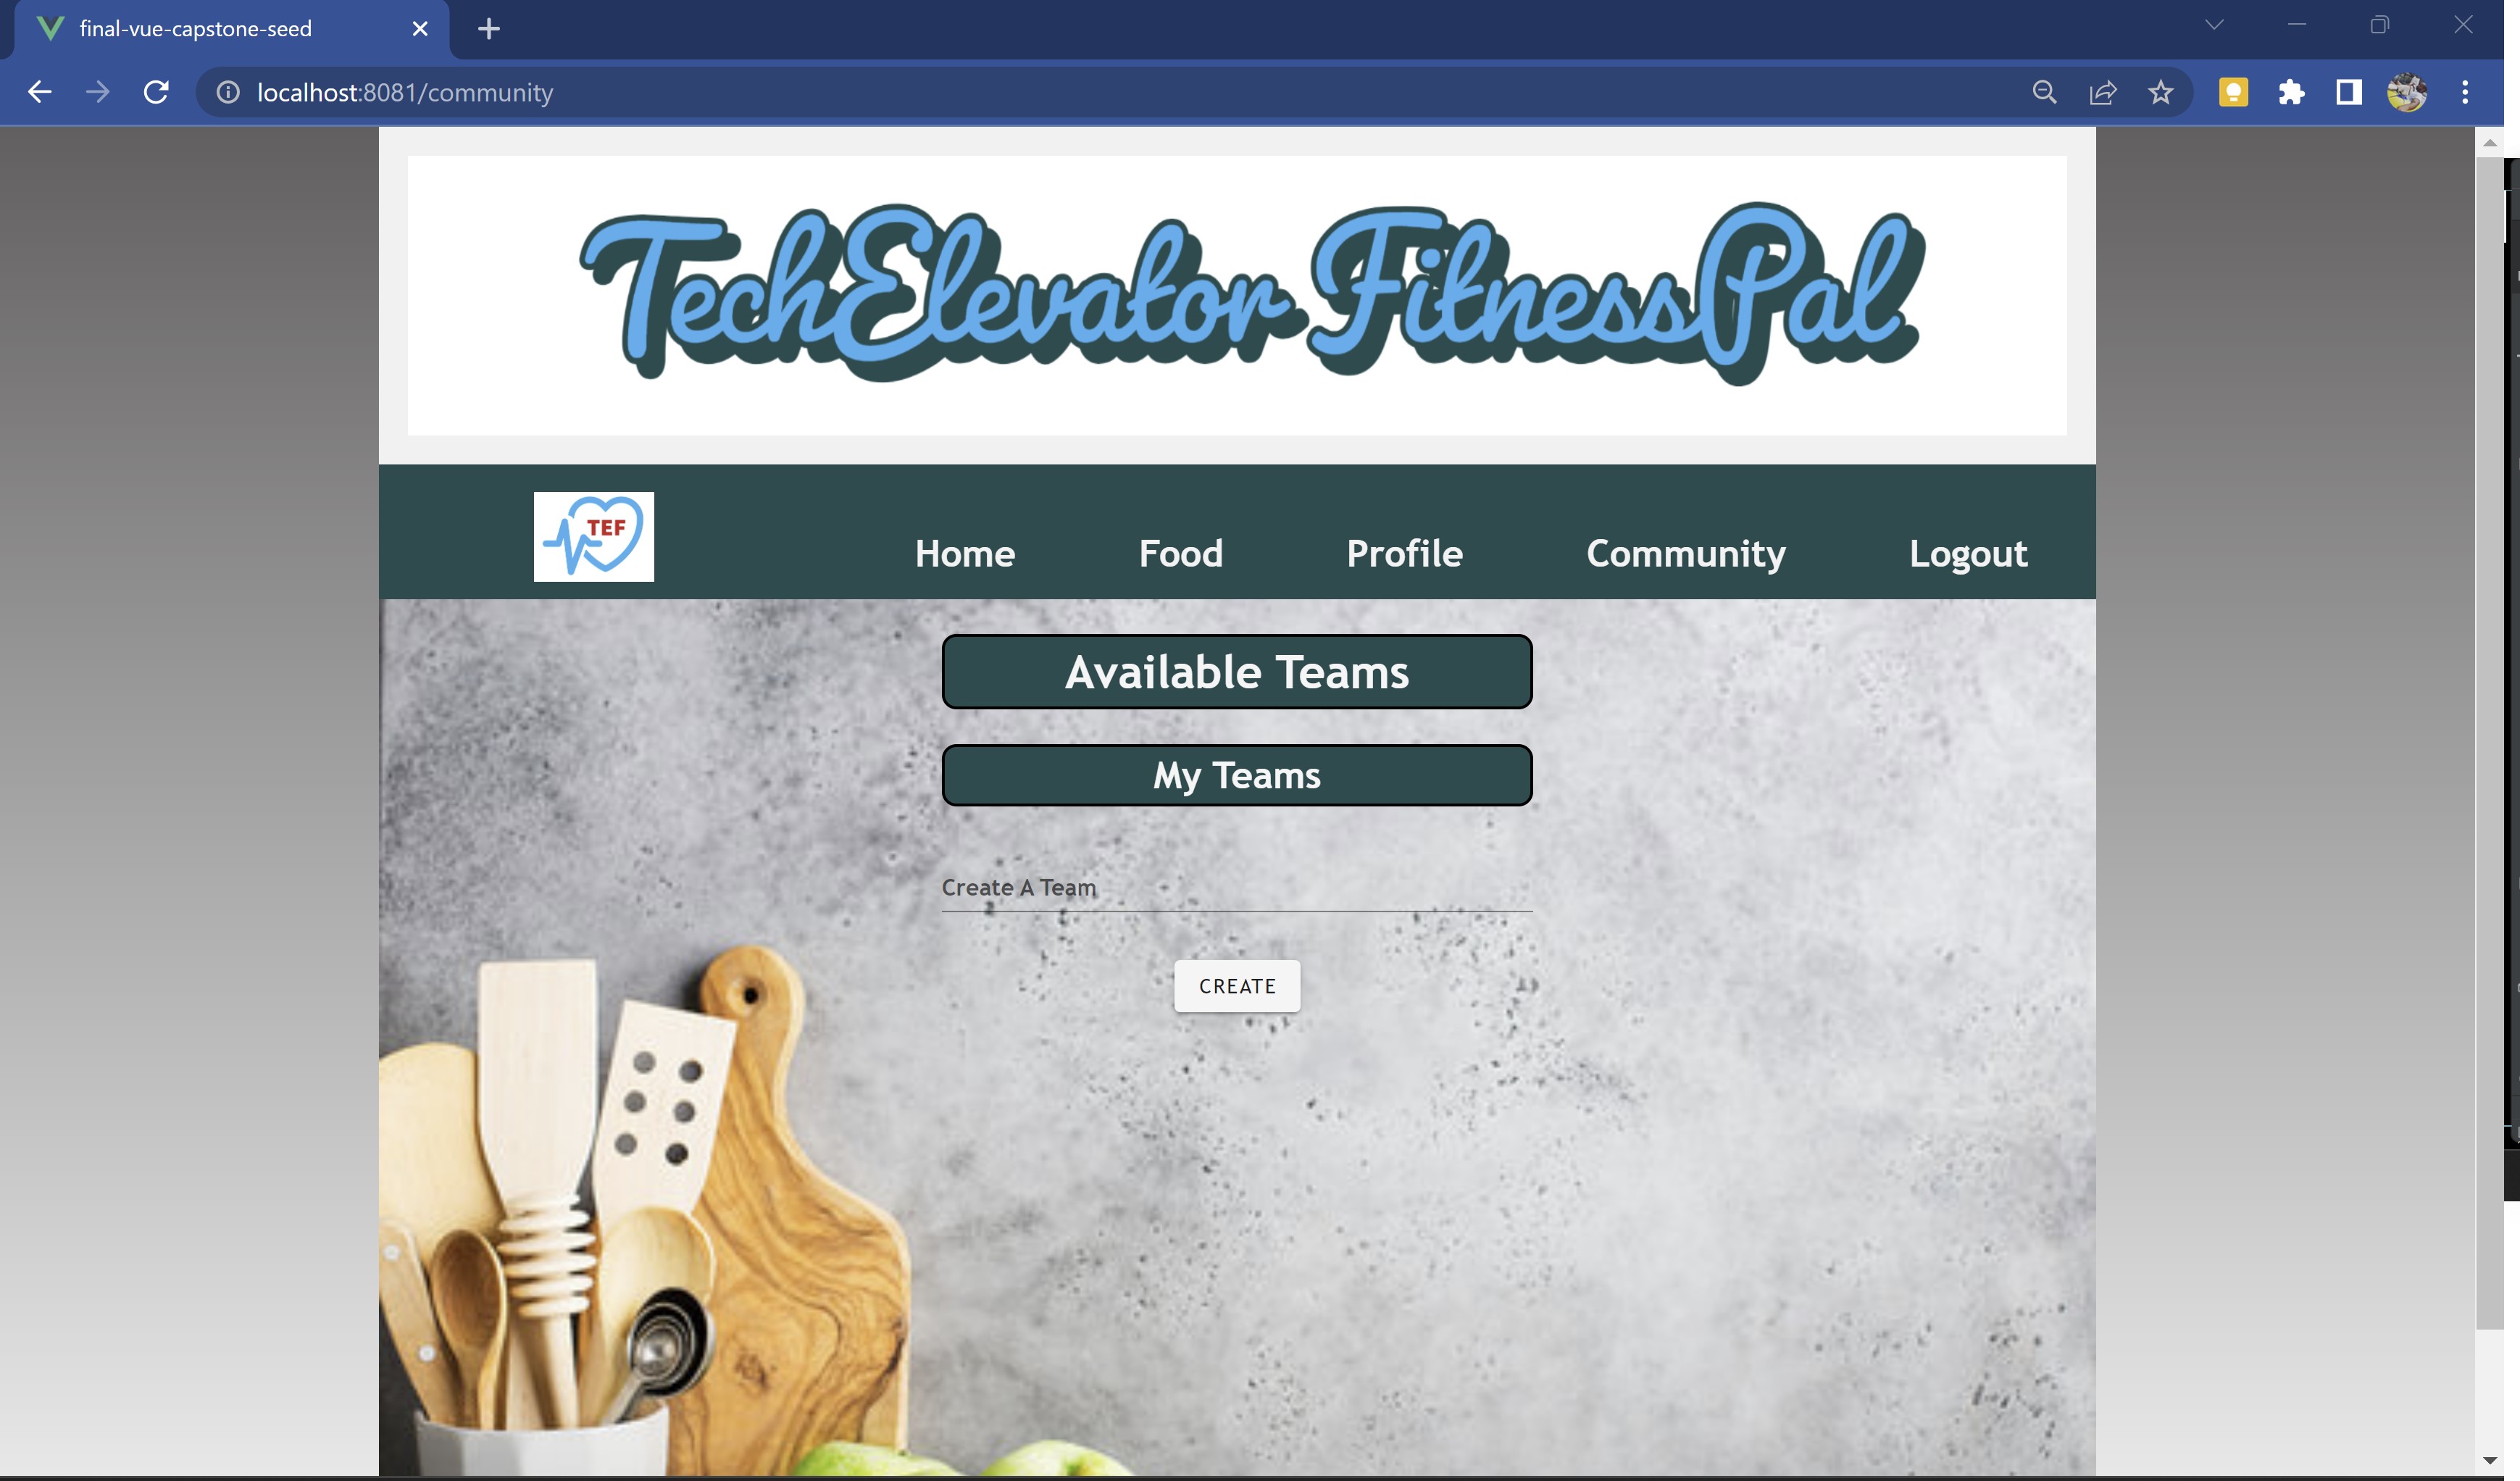 final-vue-capstone-seed
localhost:8081/community
TechElevator FitnessPal
TEF
Home Food Profile Community Logout
Available Teams
My Teams
Create A Team
CREATE